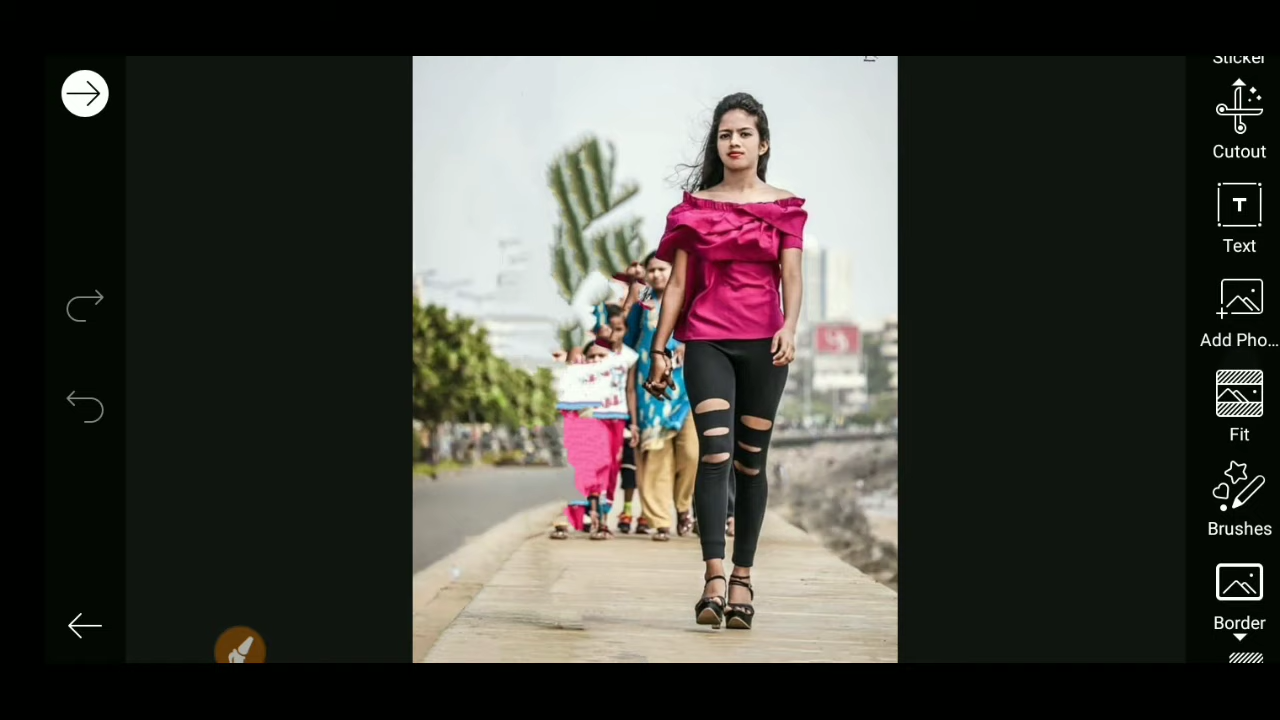 Sticker
Cutout
T
Text
Add Pho...
Fit
Brushes
Border